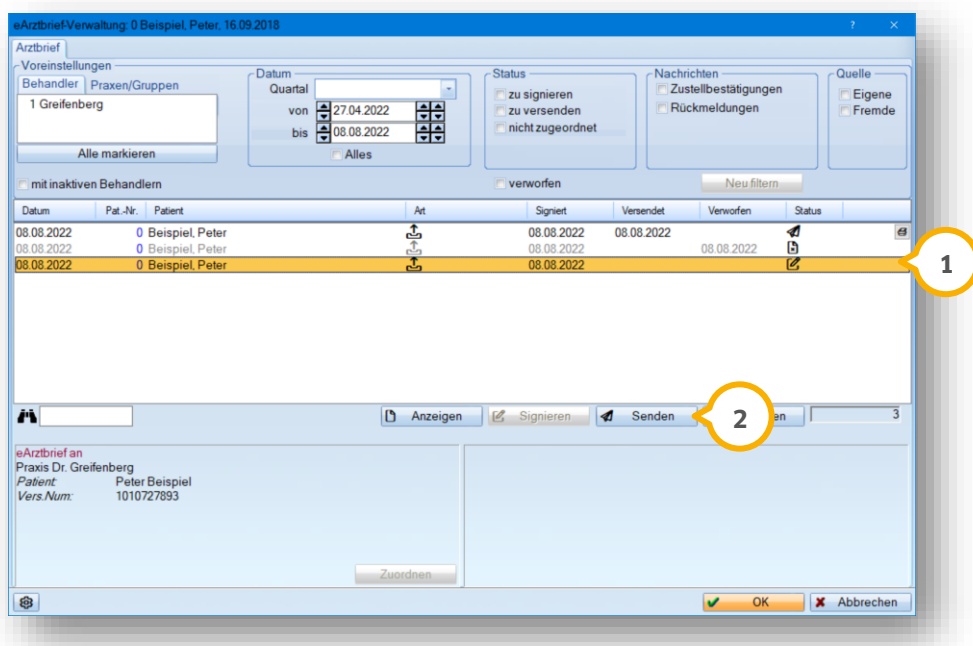 eArztbrief-Verwaltung: 0 Beispiel, Peter, 16.09.2018 ?
Arztbrief
Voreinstellungen
Behandler Praxen/Gruppen
1 Greifenberg
Alle markieren
mit inaktiven Behandlern
Datum
Quartal
von 27.04.2022
bis 08.08.2022
Alles
Status
zu signieren
zu versenden
nicht zugeordnet
verworfen
Nachrichten
Zustellbestätigungen
Rückmeldungen
Quelle
Eigene
Fremde
Neu filtern
Datum Pat.-Nr. Patient Art Signiert Versendet Verworfen Status
08.08.2022 0 Beispiel, Peter 08.08.2022 08.08.2022
08.08.2022 0 Beispiel, Peter 08.08.2022 08.08.2022
08.08.2022 0 Beispiel, Peter 08.08.2022
1
Anzeigen Signieren Senden 2 en 3
eArztbrief an
Praxis Dr. Greifenberg
Patient: Peter Beispiel
Vers.Num: 1010727893
Zuordnen
OK Abbrechen